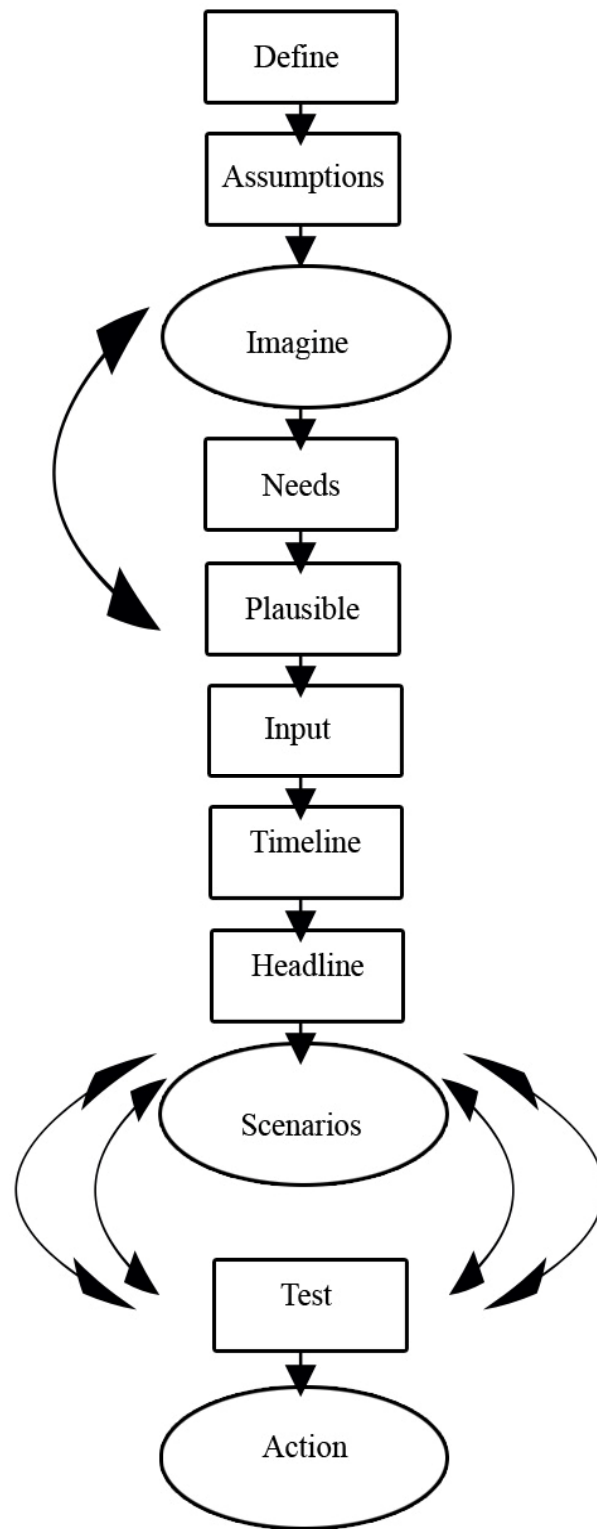 Define
Assumptions
Imagine
Needs
Plausible
Input
Timeline
Headline
Scenarios
Test
Action